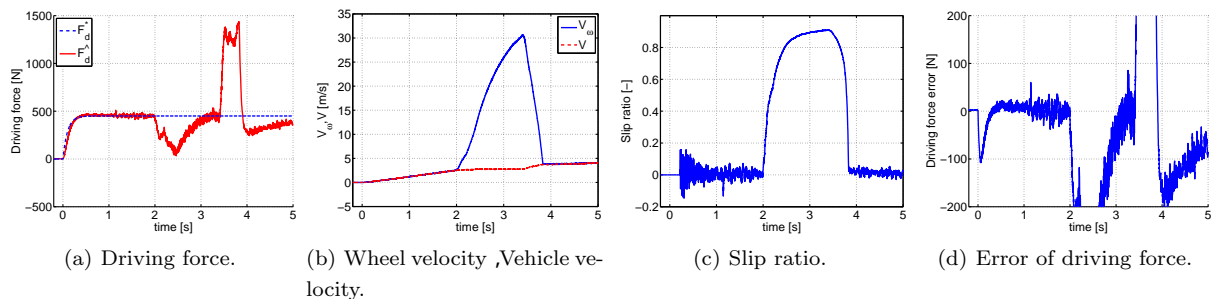 1500
1000
500
0
−500
Driving force [N]
F_d^*
F_d^^
0 1 2 3 4 5
time [s]
35
30
25
20
15
10
5
0
−5
V_ω,V [m/s]
V_ω
V
0 1 2 3 4 5
time [s]
0.8
0.6
0.4
0.2
0
−0.2
Slip ratio [−]
0 1 2 3 4 5
time [s]
200
100
0
−100
−200
Driving force error [N]
0 1 2 3 4 5
time [s]
(a) Driving force.
(b) Wheel velocity ,Vehicle ve-
locity.
(c) Slip ratio.
(d) Error of driving force.